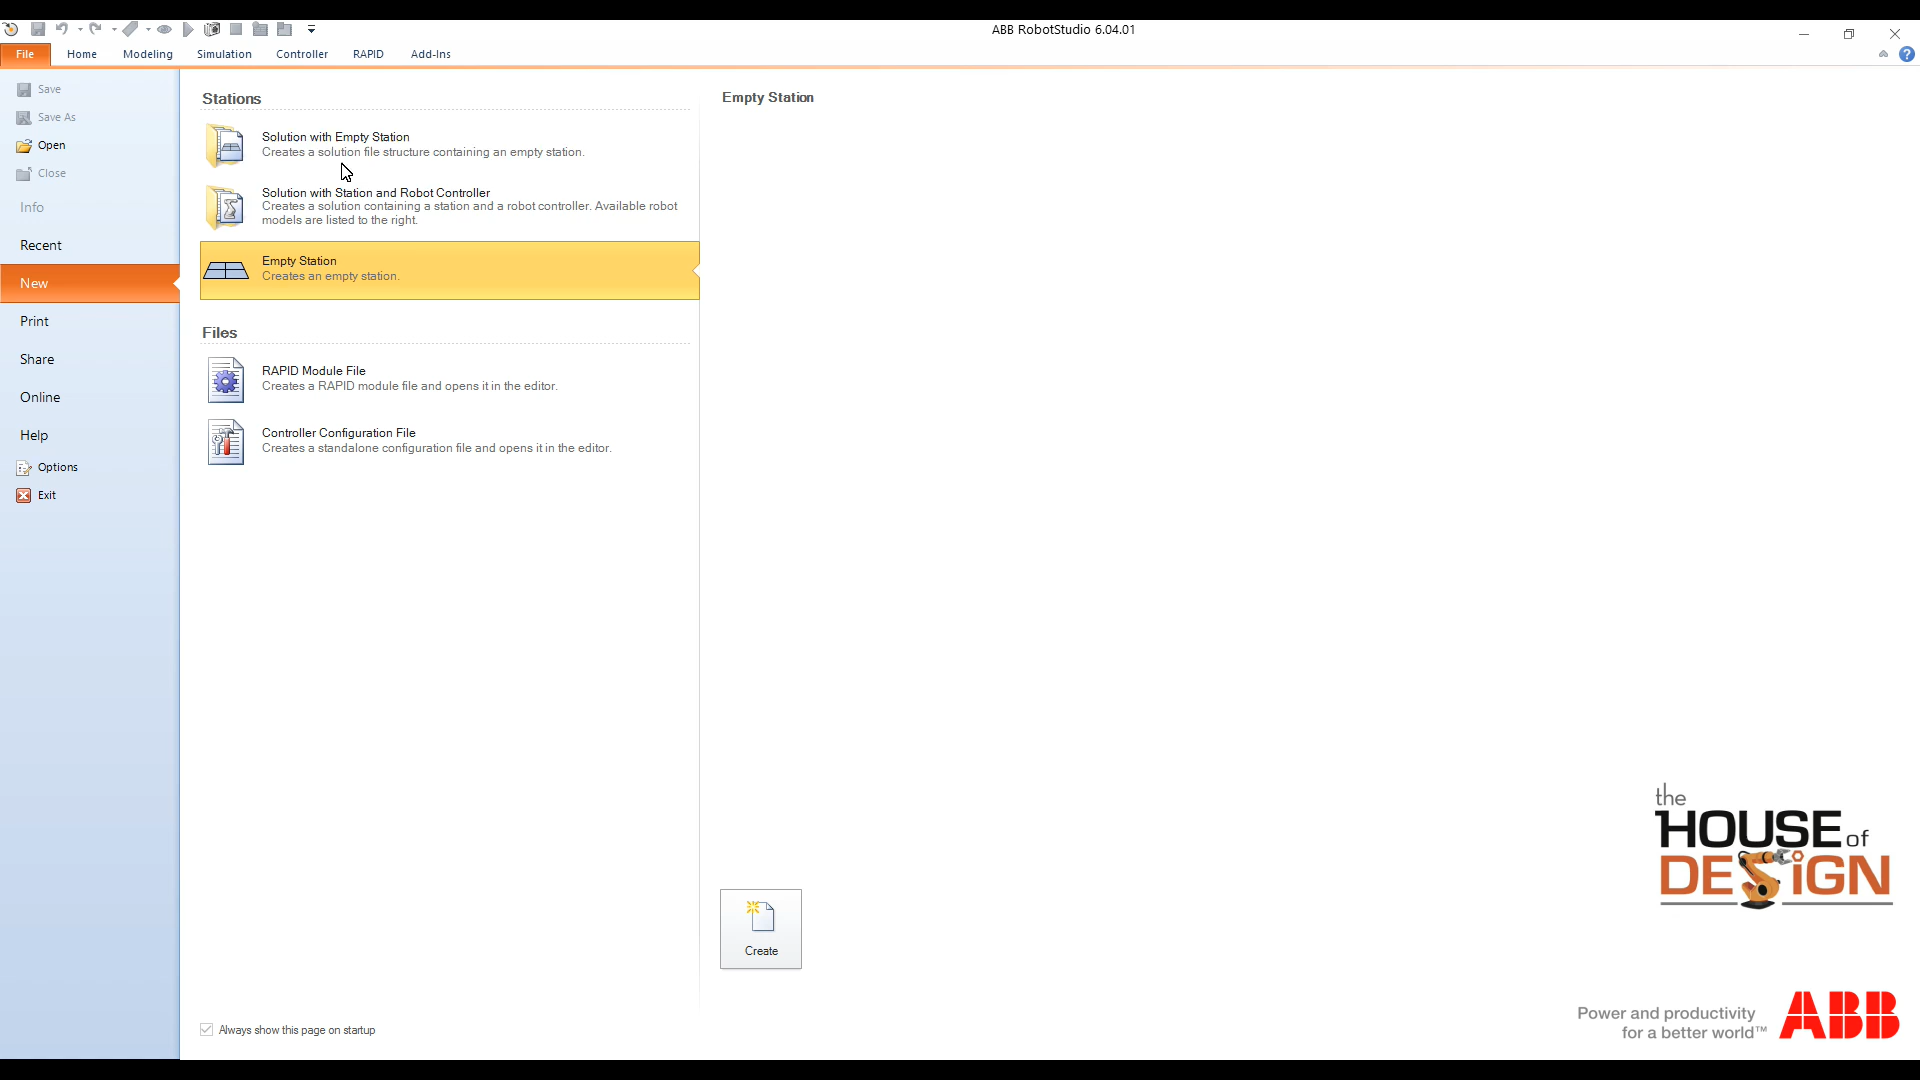 ABB RobotStudio 6.04.01
File Home Modeling Simulation Controller RAPID Add-Ins
Save
Save As
Open
Close
Info
Recent
New
Print
Share
Online
Help
Options
Exit
Stations
Solution with Empty Station
Creates a solution file structure containing an empty station.
Solution with Station and Robot Controller
Creates a solution containing a station and a robot controller. Available robot
models are listed to the right.
Empty Station
Creates an empty station.
Files
RAPID Module File
Creates a RAPID module file and opens it in the editor.
Controller Configuration File
Creates a standalone configuration file and opens it in the editor.
Always show this page on startup
Empty Station
Create
the
HOUSE of
DESIGN
Power and productivity
for a better world™
ABB